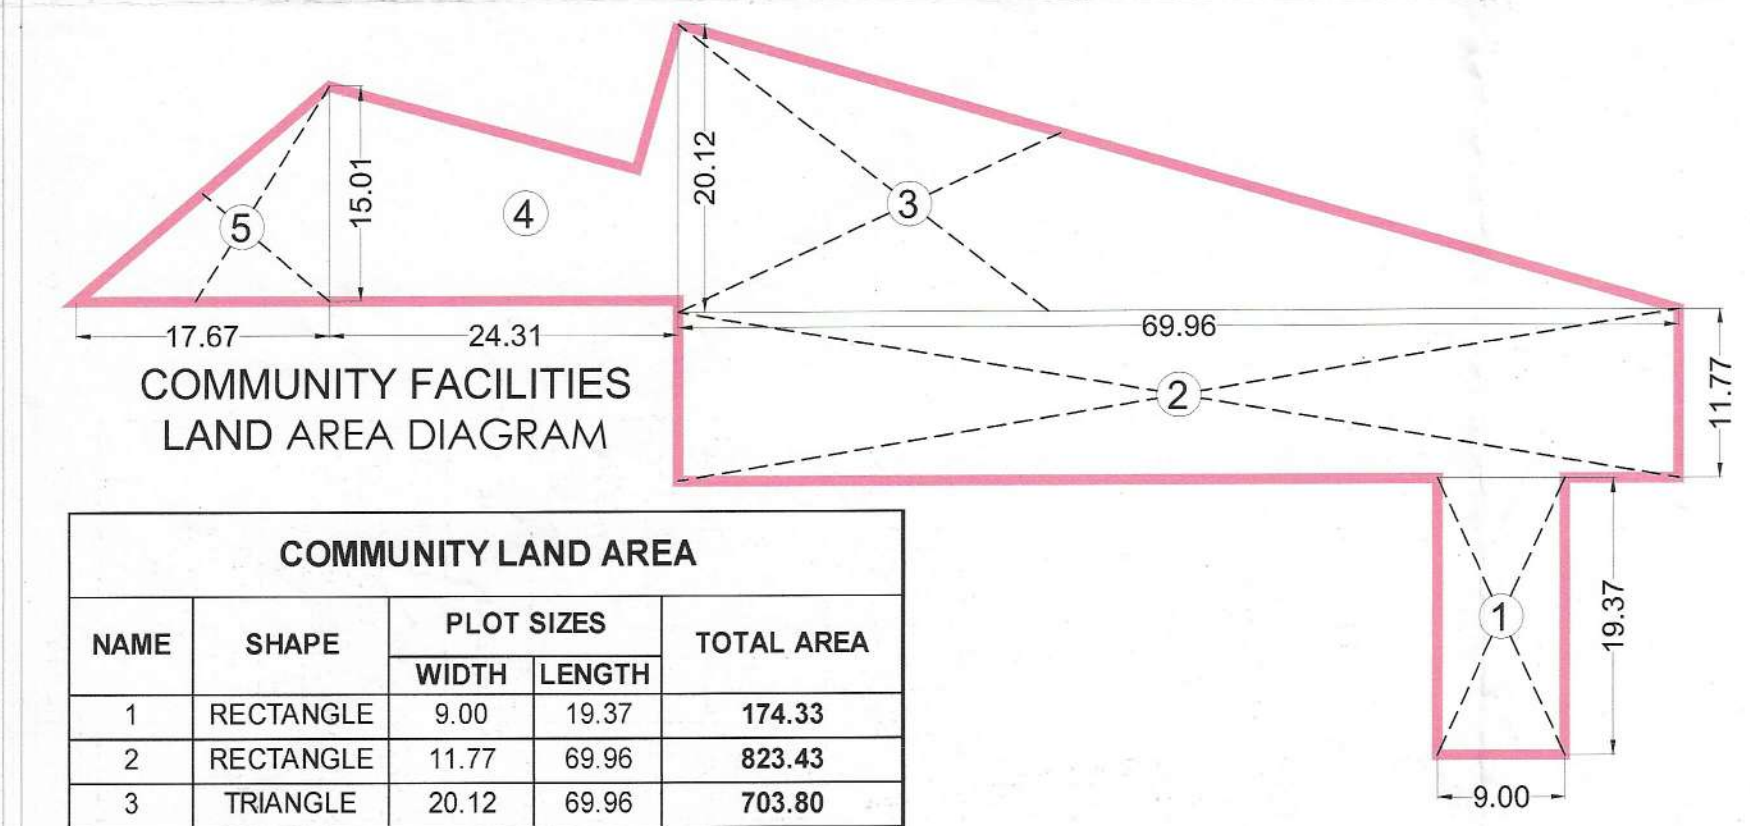 20.12
15.01
3
4
5
69.96
17.67
24.31
COMMUNITY FACILITIES
LAND AREA DIAGRAM
2
11.77
COMMUNITY LAND AREA
NAME SHAPE PLOT SIZES TOTAL AREA
WIDTH LENGTH
1 RECTANGLE 9.00 19.37 174.33
2 RECTANGLE 11.77 69.96 823.43
3 TRIANGLE 20.12 69.96 703.80
1
19.37
9.00